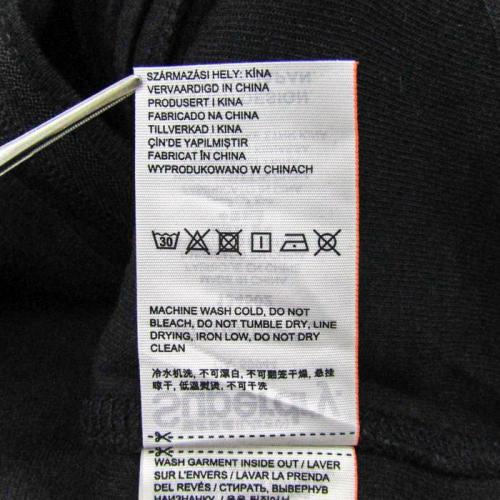 SZÁRMAZÁSI HELY: KÍNA
VERVAARDIGD IN CHINA
PRODUSERT I KINA
FABRICADO NA CHINA
TILLVERKAD I KINA
ÇİN'DE YAPILMIŞTIR
FABRICAT ÎN CHINA
WYPRODUKOWANO W CHINACH
30
MACHINE WASH COLD, DO NOT
BLEACH, DO NOT TUMBLE DRY, LINE
DRYING, IRON LOW, DO NOT DRY
CLEAN
冷水机洗，不可漂白，不可翻笼干燥，悬挂
晾干，低温熨烫，不可干洗
WASH GARMENT INSIDE OUT / LAVER
SUR L'ENVERS / LAVAR LA PRENDA
DEL REVÉS / СТИРАТЬ, ВЫВЕРНУВ